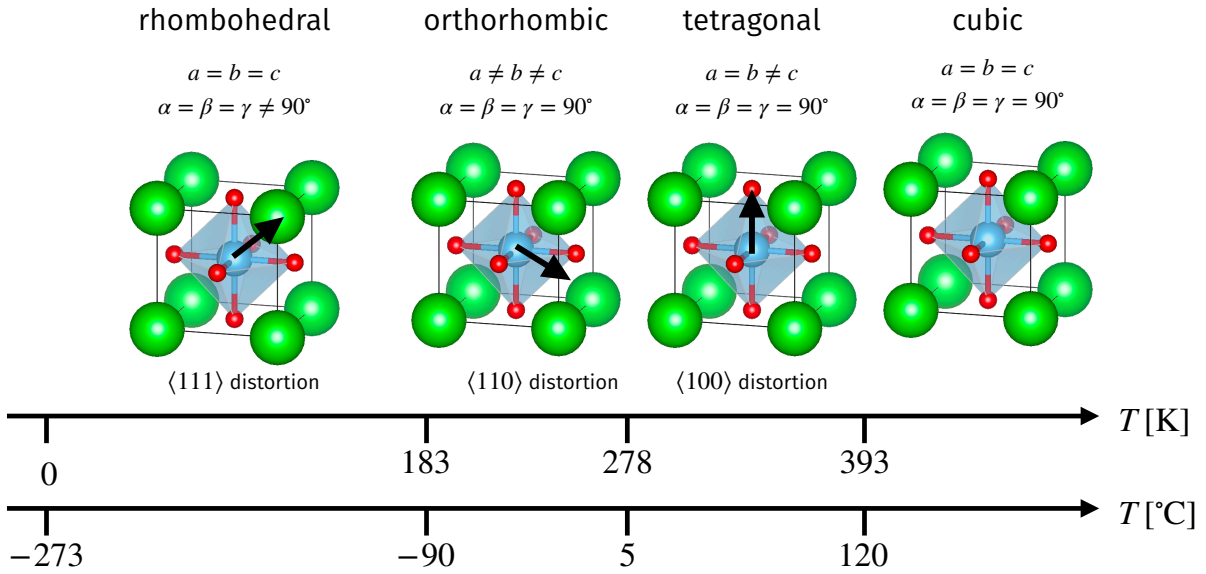 rhombohedral orthorhombic tetragonal cubic
a = b = c a ≠ b ≠ c a = b ≠ c a = b = c
α = β = γ ≠ 90° α = β = γ = 90° α = β = γ = 90° α = β = γ = 90°
⟨111⟩ distortion ⟨110⟩ distortion ⟨100⟩ distortion
T [K]
0 183 278 393
T [°C]
−273 −90 5 120